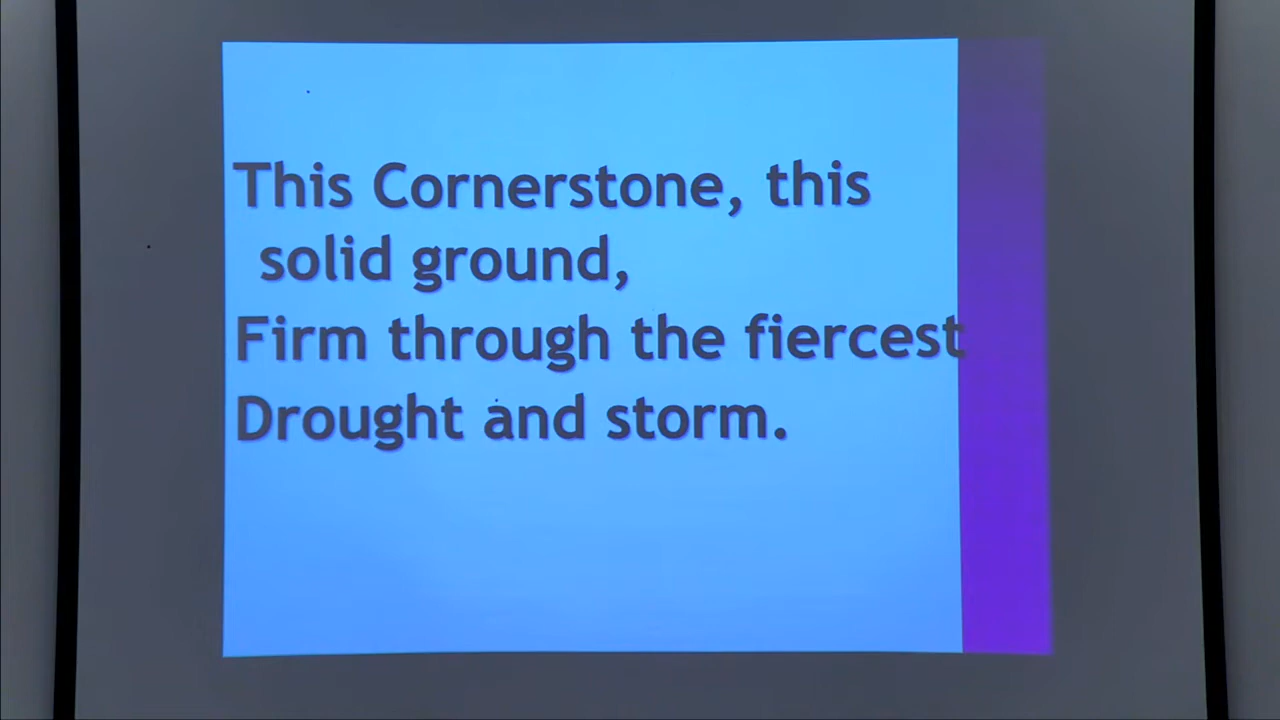 This Cornerstone, this
solid ground,
Firm through the fiercest
Drought and storm.